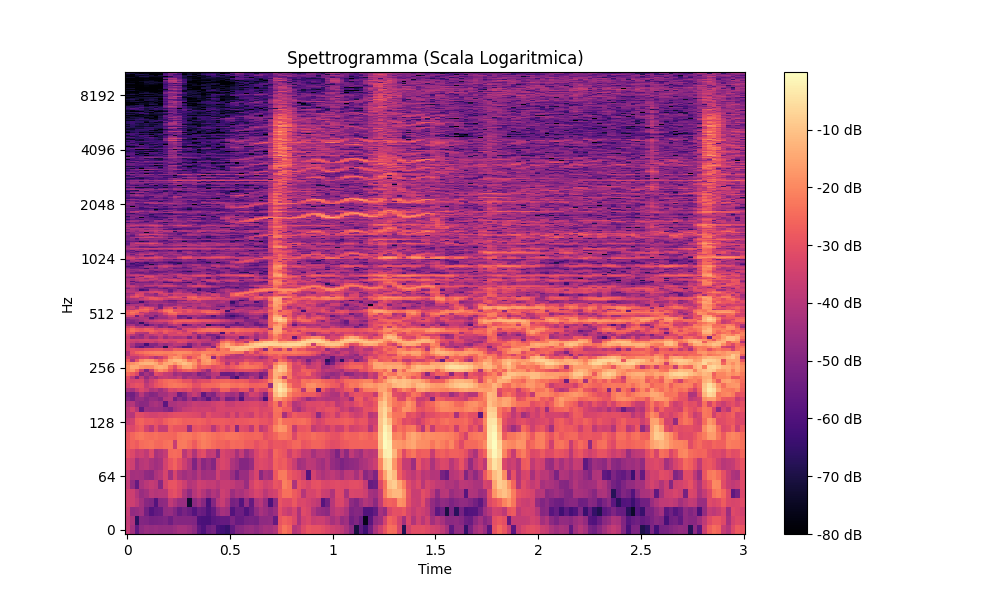 Spettrogramma (Scala Logaritmica)
8192
4096
2048
1024
512
256
128
64
0
Hz
0
0.5
1
1.5
2
2.5
3
Time
-10 dB
-20 dB
-30 dB
-40 dB
-50 dB
-60 dB
-70 dB
-80 dB